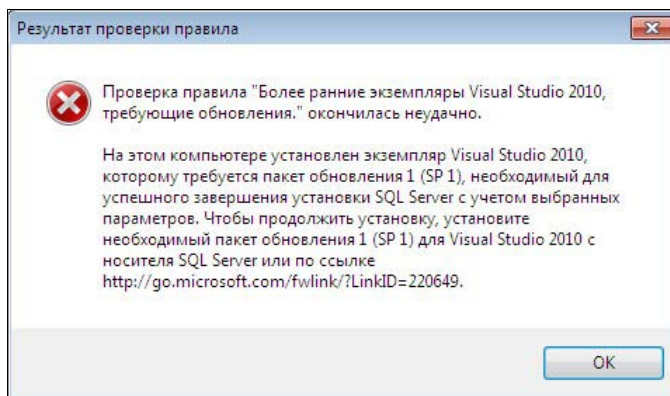 Результат проверки правила
Проверка правила "Более ранние экземпляры Visual Studio 2010,
требующие обновления." окончилась неудачно.
На этом компьютере установлен экземпляр Visual Studio 2010,
которому требуется пакет обновления 1 (SP 1), необходимый для
успешного завершения установки SQL Server с учетом выбранных
параметров. Чтобы продолжить установку, установите
необходимый пакет обновления 1 (SP 1) для Visual Studio 2010 с
носителя SQL Server или по ссылке
http://go.microsoft.com/fwlink/?LinkID=220649.
OK